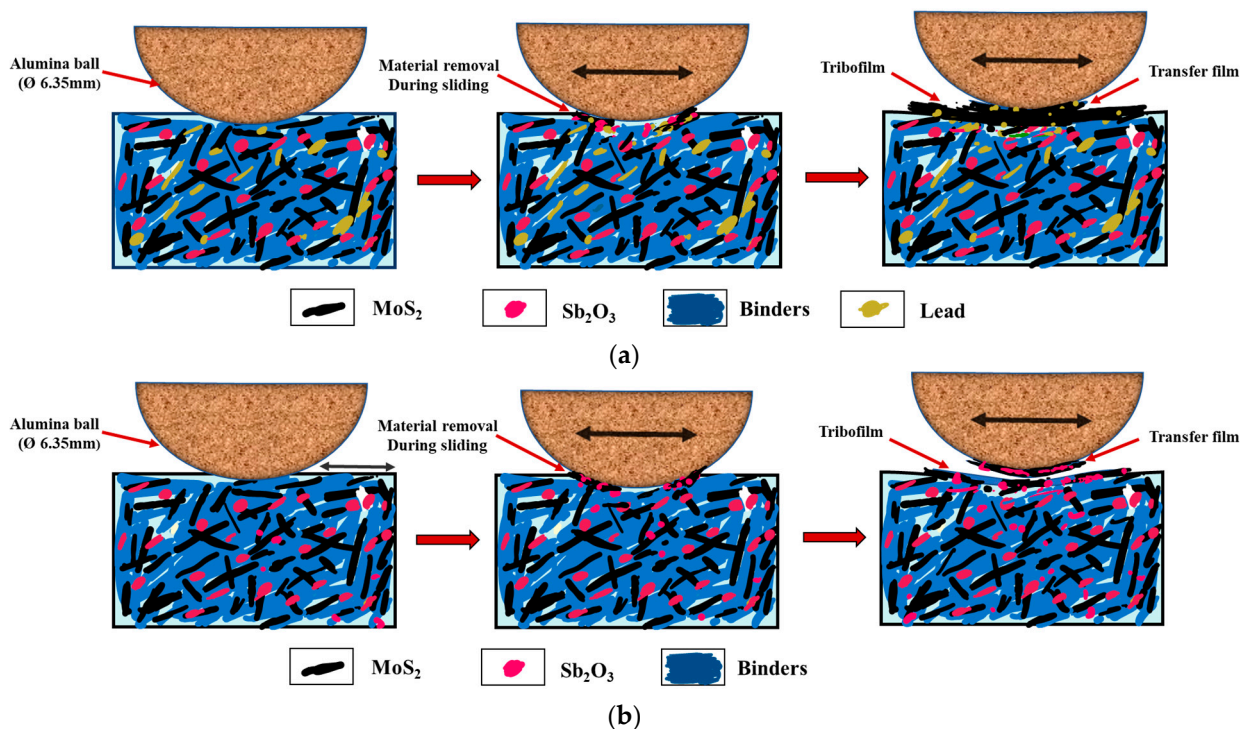 Alumina ball
(Ø 6.35mm)
Material removal
During sliding
Tribofilm
Transfer film
MoS₂
Sb₂O₃
Binders
Lead
(a)
Alumina ball
(Ø 6.35mm)
Material removal
During sliding
Tribofilm
Transfer film
MoS₂
Sb₂O₃
Binders
(b)